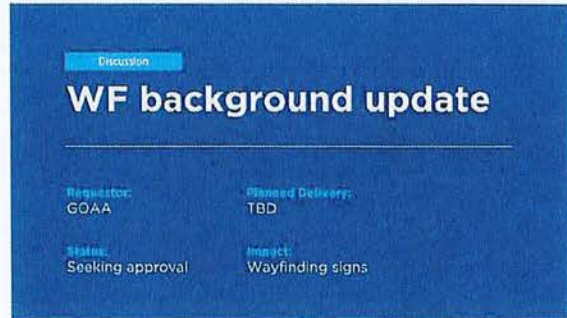 Discussion
WF background update
Requestor:
GOAA
Planned Delivery:
TBD
Status:
Seeking approval
Impact:
Wayfinding signs